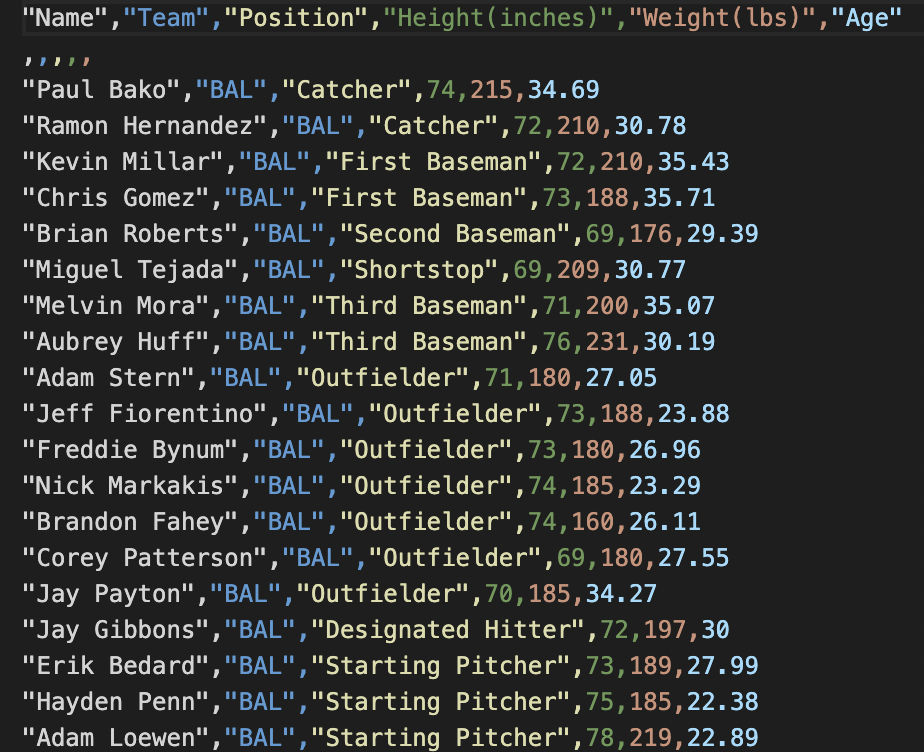 "Name","Team","Position","Height(inches)","Weight(lbs)","Age"
,,,,,
"Paul Bako","BAL","Catcher",74,215,34.69
"Ramon Hernandez","BAL","Catcher",72,210,30.78
"Kevin Millar","BAL","First Baseman",72,210,35.43
"Chris Gomez","BAL","First Baseman",73,188,35.71
"Brian Roberts","BAL","Second Baseman",69,176,29.39
"Miguel Tejada","BAL","Shortstop",69,209,30.77
"Melvin Mora","BAL","Third Baseman",71,200,35.07
"Aubrey Huff","BAL","Third Baseman",76,231,30.19
"Adam Stern","BAL","Outfielder",71,180,27.05
"Jeff Fiorentino","BAL","Outfielder",73,188,23.88
"Freddie Bynum","BAL","Outfielder",73,180,26.96
"Nick Markakis","BAL","Outfielder",74,185,23.29
"Brandon Fahey","BAL","Outfielder",74,160,26.11
"Corey Patterson","BAL","Outfielder",69,180,27.55
"Jay Payton","BAL","Outfielder",70,185,34.27
"Jay Gibbons","BAL","Designated Hitter",72,197,30
"Erik Bedard","BAL","Starting Pitcher",73,189,27.99
"Hayden Penn","BAL","Starting Pitcher",75,185,22.38
"Adam Loewen","BAL","Starting Pitcher",78,219,22.89